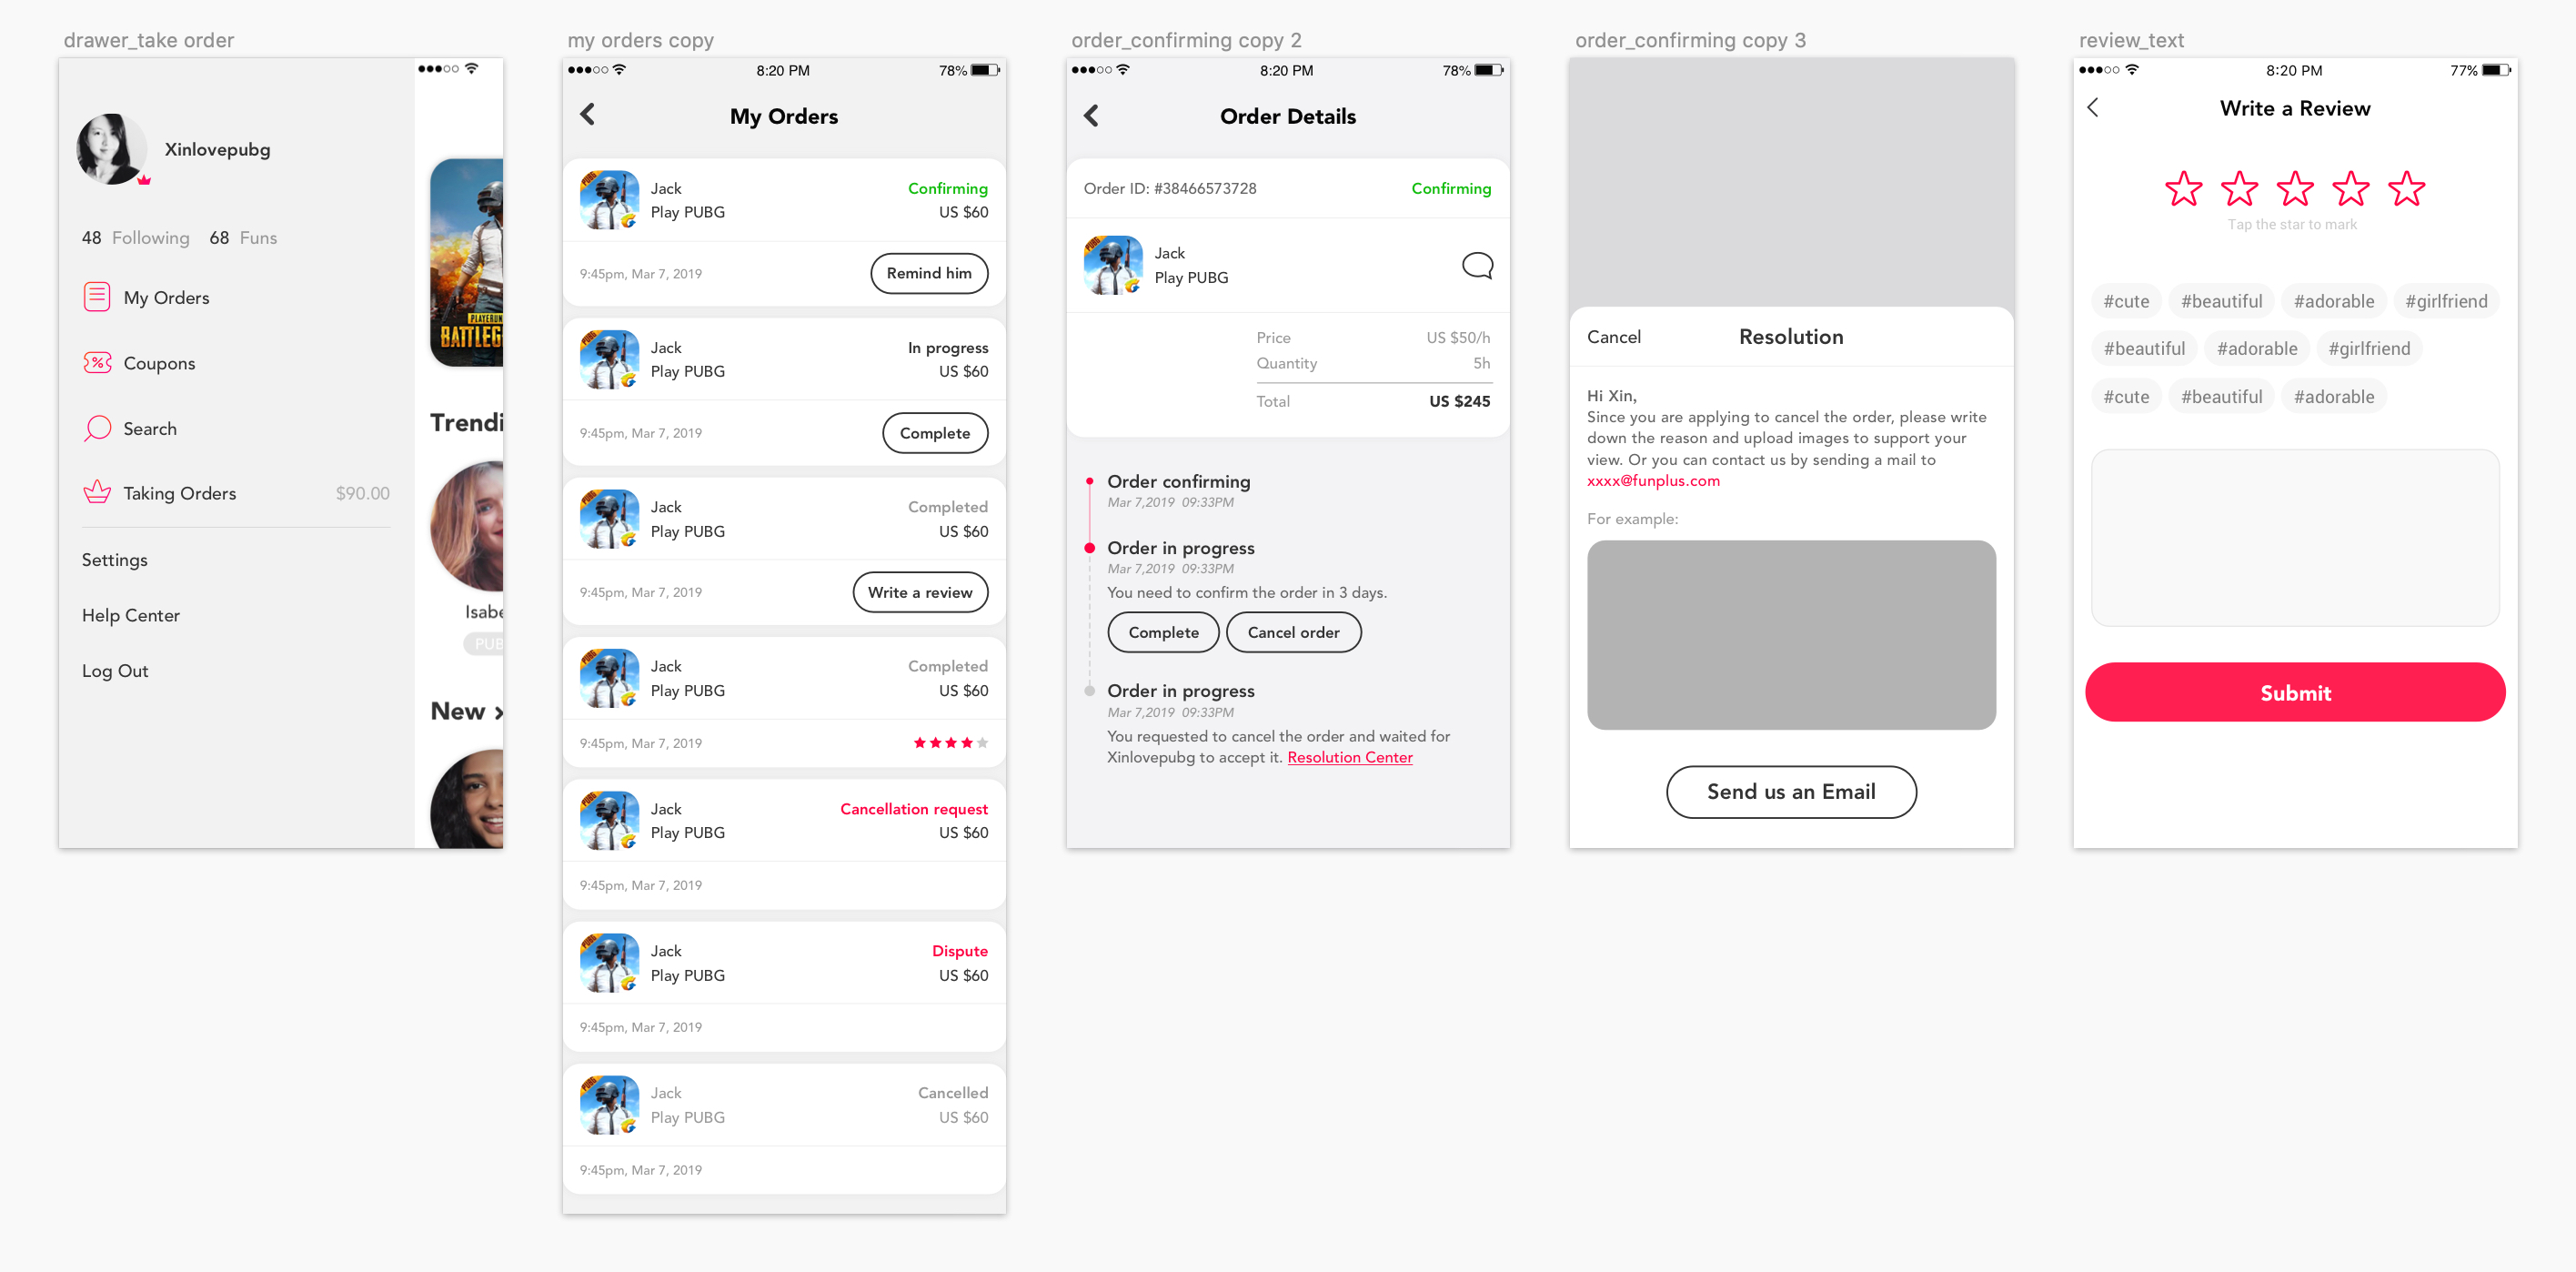 drawer_take order
Xinlovepubg
48 Following 68 Funs
My Orders
Coupons
Search
Taking Orders $90.00
Settings
Help Center
Log Out
PLAYERUN
BATTLEG
Trendi
Isabe
PUB
New
my orders copy
8:20 PM 78%
My Orders
Jack Confirming
Play PUBG US $60
9:45pm, Mar 7, 2019 Remind him
Jack In progress
Play PUBG US $60
9:45pm, Mar 7, 2019 Complete
Jack Completed
Play PUBG US $60
9:45pm, Mar 7, 2019 Write a review
Jack Completed
Play PUBG US $60
9:45pm, Mar 7, 2019
Jack Cancellation request
Play PUBG US $60
9:45pm, Mar 7, 2019
Jack Dispute
Play PUBG US $60
9:45pm, Mar 7, 2019
Jack Cancelled
Play PUBG US $60
9:45pm, Mar 7, 2019
order_confirming copy 2
8:20 PM 78%
Order Details
Order ID: #38466573728 Confirming
Jack
Play PUBG
Price US $50/h
Quantity 5h
Total US $245
Order confirming
Mar 7,2019 09:33PM
Order in progress
Mar 7,2019 09:33PM
You need to confirm the order in 3 days.
Complete Cancel order
Order in progress
Mar 7,2019 09:33PM
You requested to cancel the order and waited for
Xinlovepubg to accept it. Resolution Center
order_confirming copy 3
Cancel Resolution
Hi Xin,
Since you are applying to cancel the order, please write
down the reason and upload images to support your
view. Or you can contact us by sending a mail to
xxxx@funplus.com
For example:
Send us an Email
review_text
8:20 PM 77%
Write a Review
Tap the star to mark
#cute #beautiful #adorable #girlfriend
#beautiful #adorable #girlfriend
#cute #beautiful #adorable
Submit